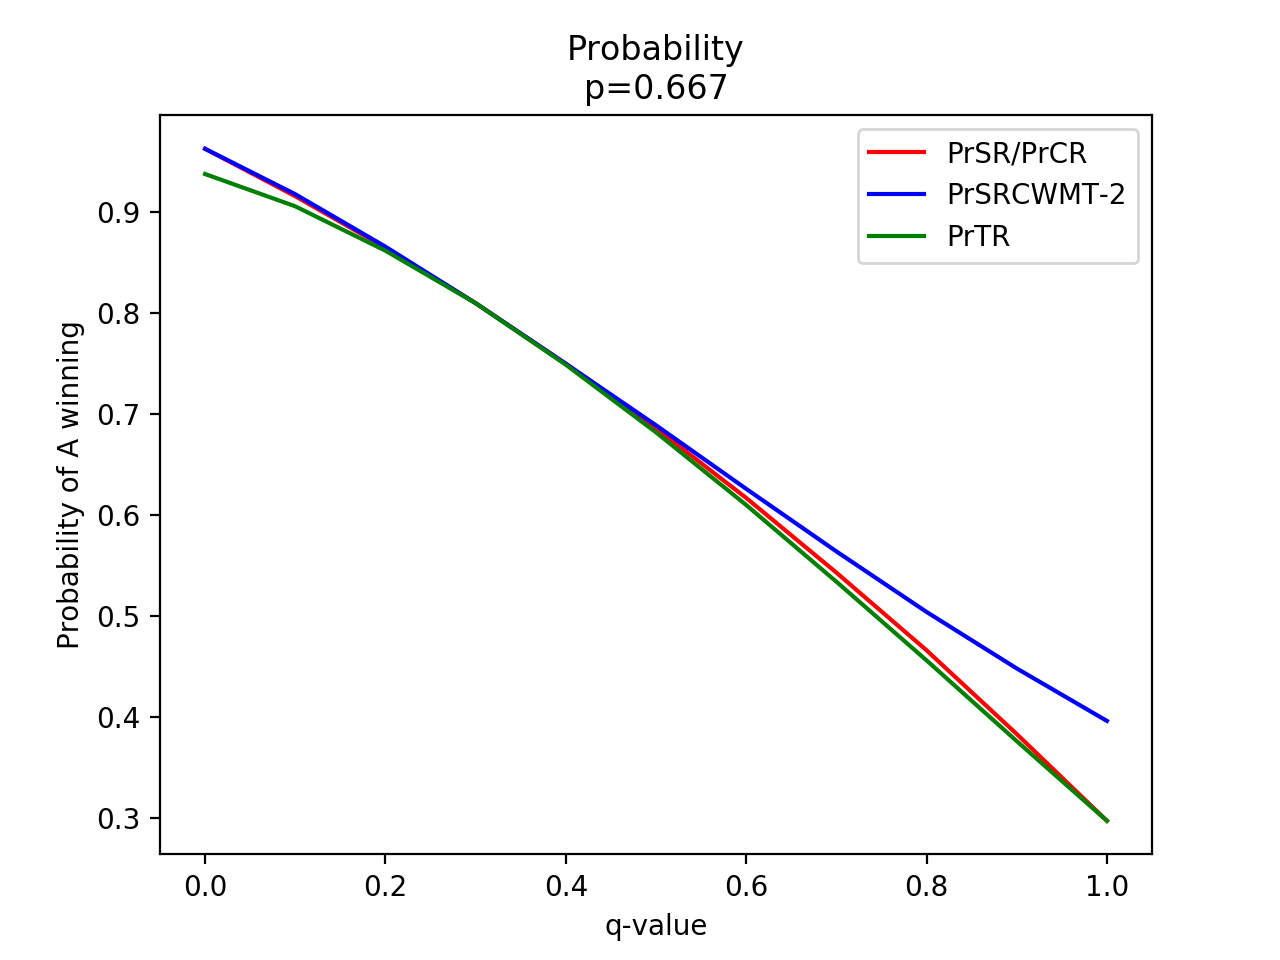 Probability
p=0.667
PrSR/PrCR
PrSRCWMT-2
PrTR
0.9
0.8
0.7
0.6
0.5
0.4
0.3
Probability of A winning
0.0 0.2 0.4 0.6 0.8 1.0
q-value